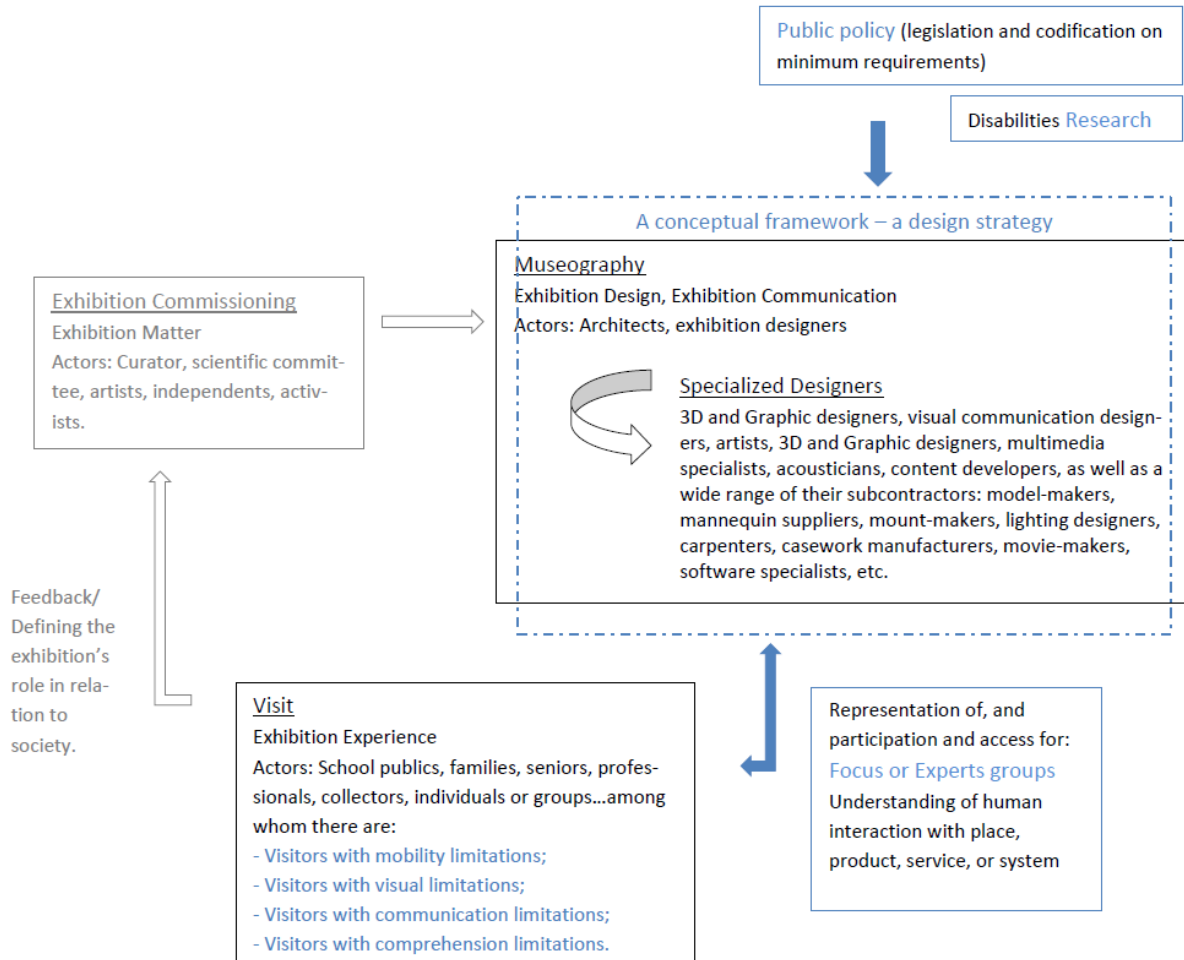 Public policy (legislation and codification on
minimum requirements)
Disabilities Research
A conceptual framework – a design strategy
Museography
Exhibition Design, Exhibition Communication
Actors: Architects, exhibition designers
Specialized Designers
3D and Graphic designers, visual communication design-
ers, artists, 3D and Graphic designers, multimedia
specialists, acousticians, content developers, as well as a
wide range of their subcontractors: model-makers,
mannequin suppliers, mount-makers, lighting designers,
carpenters, casework manufacturers, movie-makers,
software specialists, etc.
Exhibition Commissioning
Exhibition Matter
Actors: Curator, scientific commit-
tee, artists, independents, activ-
ists.
Feedback/
Defining the
exhibition's
role in rela-
tion to
society.
Visit
Exhibition Experience
Actors: School publics, families, seniors, profes-
sionals, collectors, individuals or groups...among
whom there are:
- Visitors with mobility limitations;
- Visitors with visual limitations;
- Visitors with communication limitations;
- Visitors with comprehension limitations.
Representation of, and
participation and access for:
Focus or Experts groups
Understanding of human
interaction with place,
product, service, or system